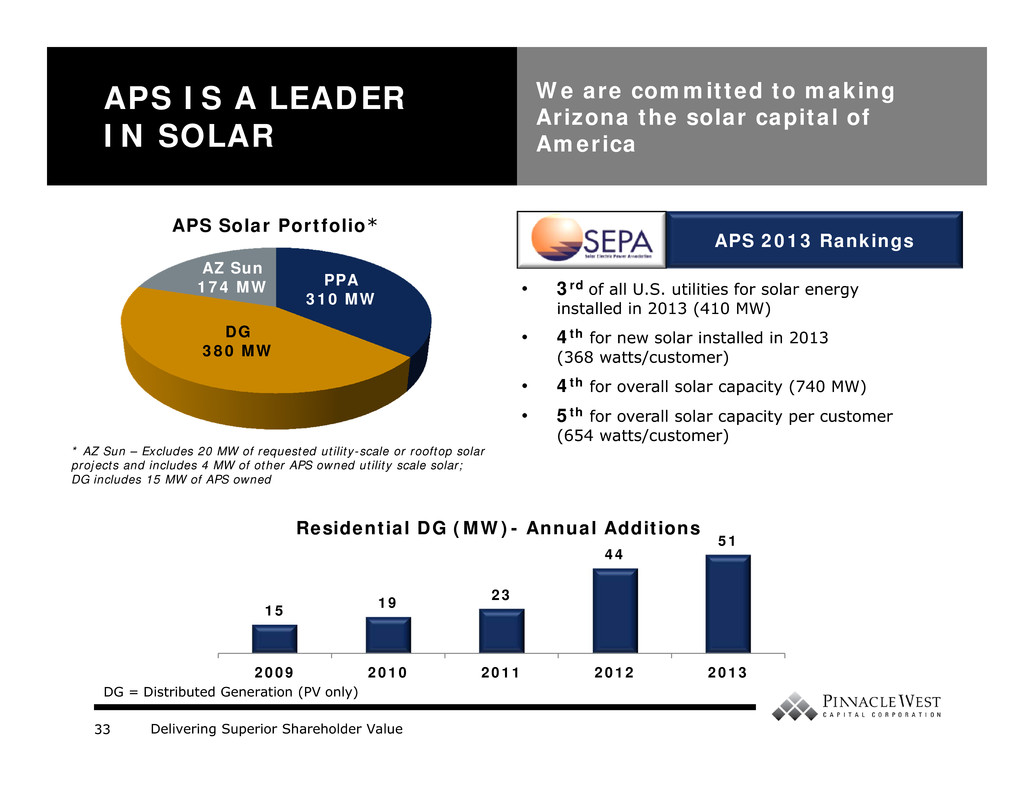 APS IS A LEADER
IN SOLAR
We are committed to making
Arizona the solar capital of
America
APS Solar Portfolio*
AZ Sun
174 MW
PPA
310 MW
DG
380 MW
* AZ Sun – Excludes 20 MW of requested utility-scale or rooftop solar
projects and includes 4 MW of other APS owned utility scale solar;
DG includes 15 MW of APS owned
SEPA
Solar Electric Power Association
APS 2013 Rankings
• 3rd of all U.S. utilities for solar energy
installed in 2013 (410 MW)
• 4th for new solar installed in 2013
(368 watts/customer)
• 4th for overall solar capacity (740 MW)
• 5th for overall solar capacity per customer
(654 watts/customer)
Residential DG (MW)- Annual Additions
15
19
23
44
51
2009 2010 2011 2012 2013
DG = Distributed Generation (PV only)
PINNACLE WEST
CAPITAL CORPORATION
33 Delivering Superior Shareholder Value